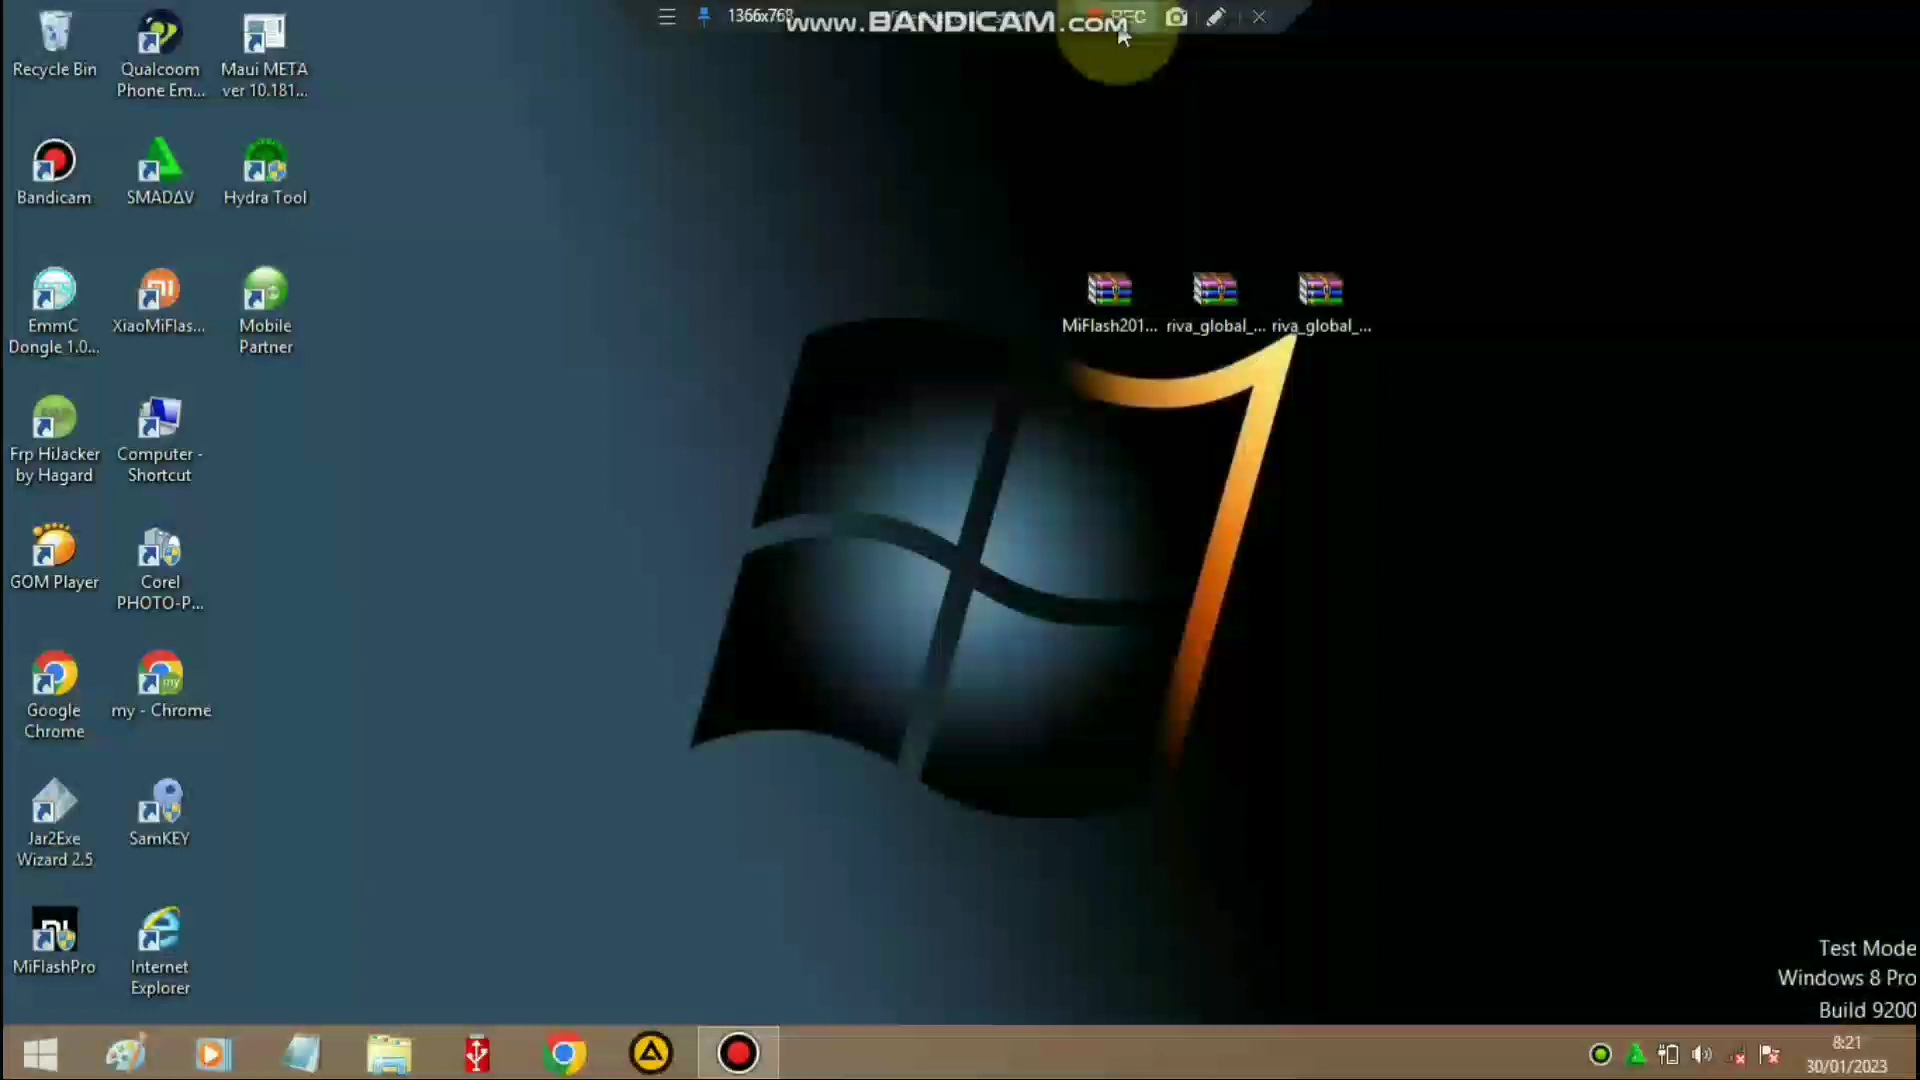 1366x768
www.BANDICAM.com
REC
Recycle Bin
Qualcoom
Phone Em...
Maui META
ver 10.181...
Bandicam
SMADΔV
Hydra Tool
EmmC
Dongle 1.0...
XiaoMiFlas...
Mobile
Partner
MiFlash201...
riva_global_...
riva_global_...
Frp HiJacker
by Hagard
Computer -
Shortcut
GOM Player
Corel
PHOTO-P...
Google
Chrome
my - Chrome
Jar2Exe
Wizard 2.5
SamKEY
MiFlashPro
Internet
Explorer
Test Mode
Windows 8 Pro
Build 9200
8:21
30/01/2023